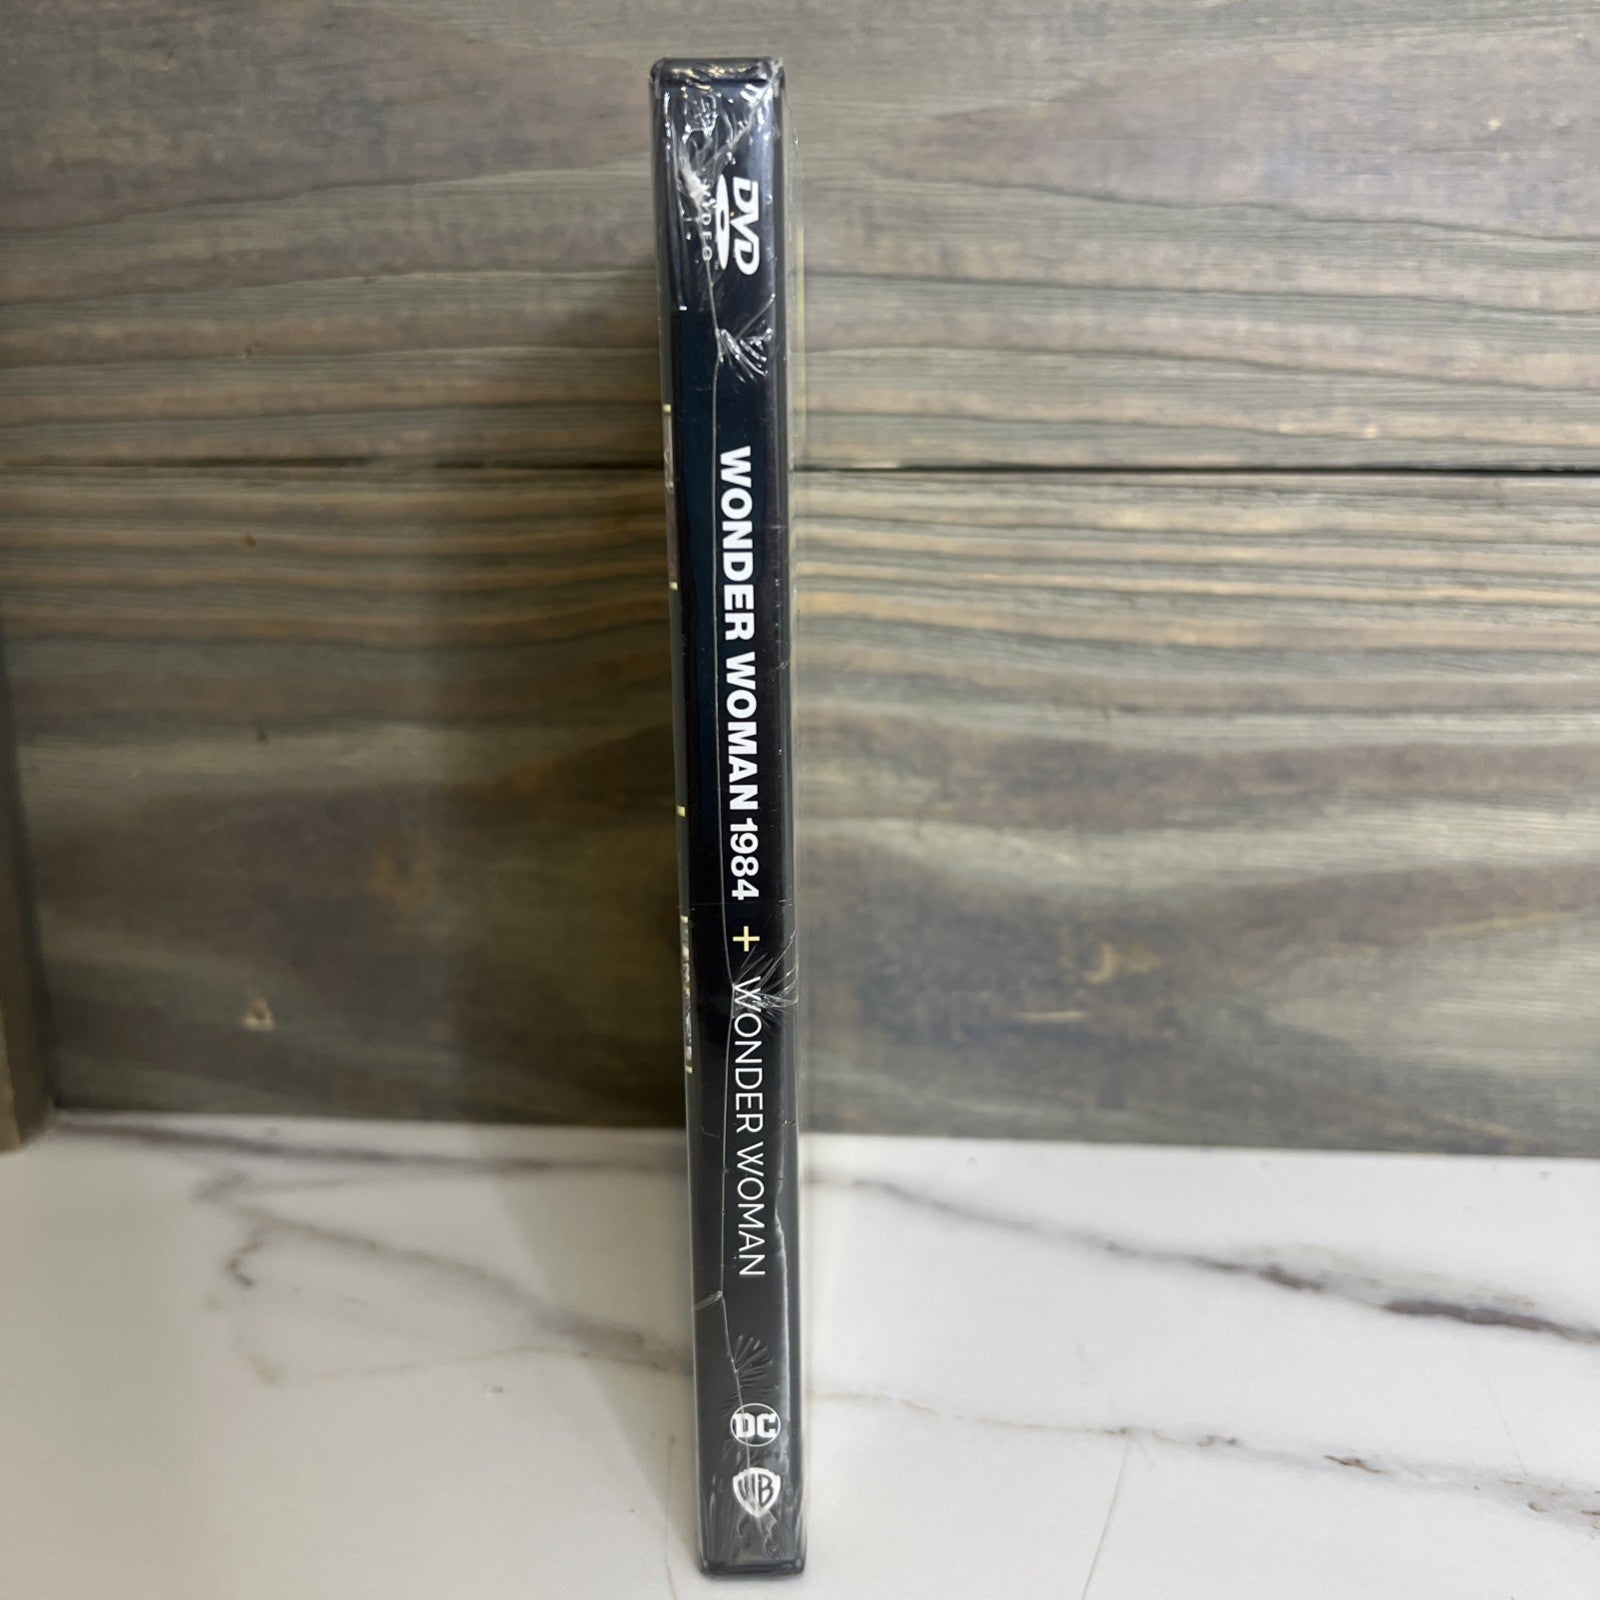 DVD
VIDEO
WONDER WOMAN 1984 + WONDER WOMAN
DC
WB